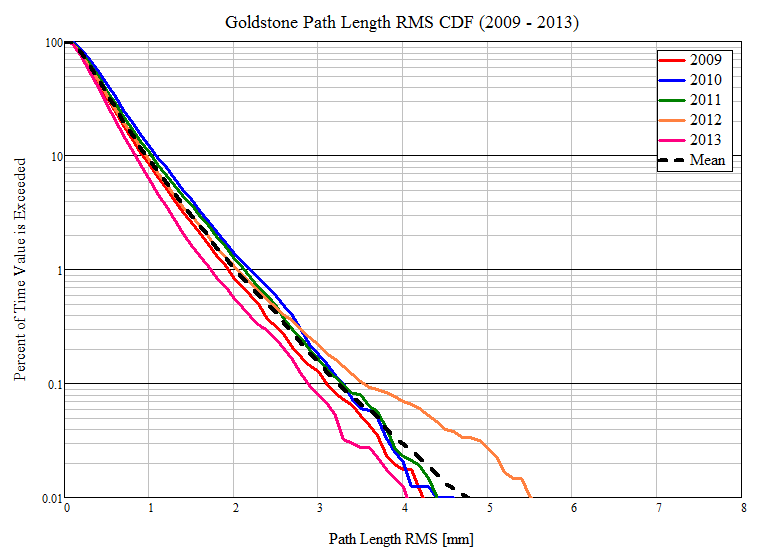 Goldstone Path Length RMS CDF (2009 - 2013)
Percent of Time Value is Exceeded
100
10
1
0.1
0.01
2009
2010
2011
2012
2013
Mean
0 1 2 3 4 5 6 7 8
Path Length RMS [mm]